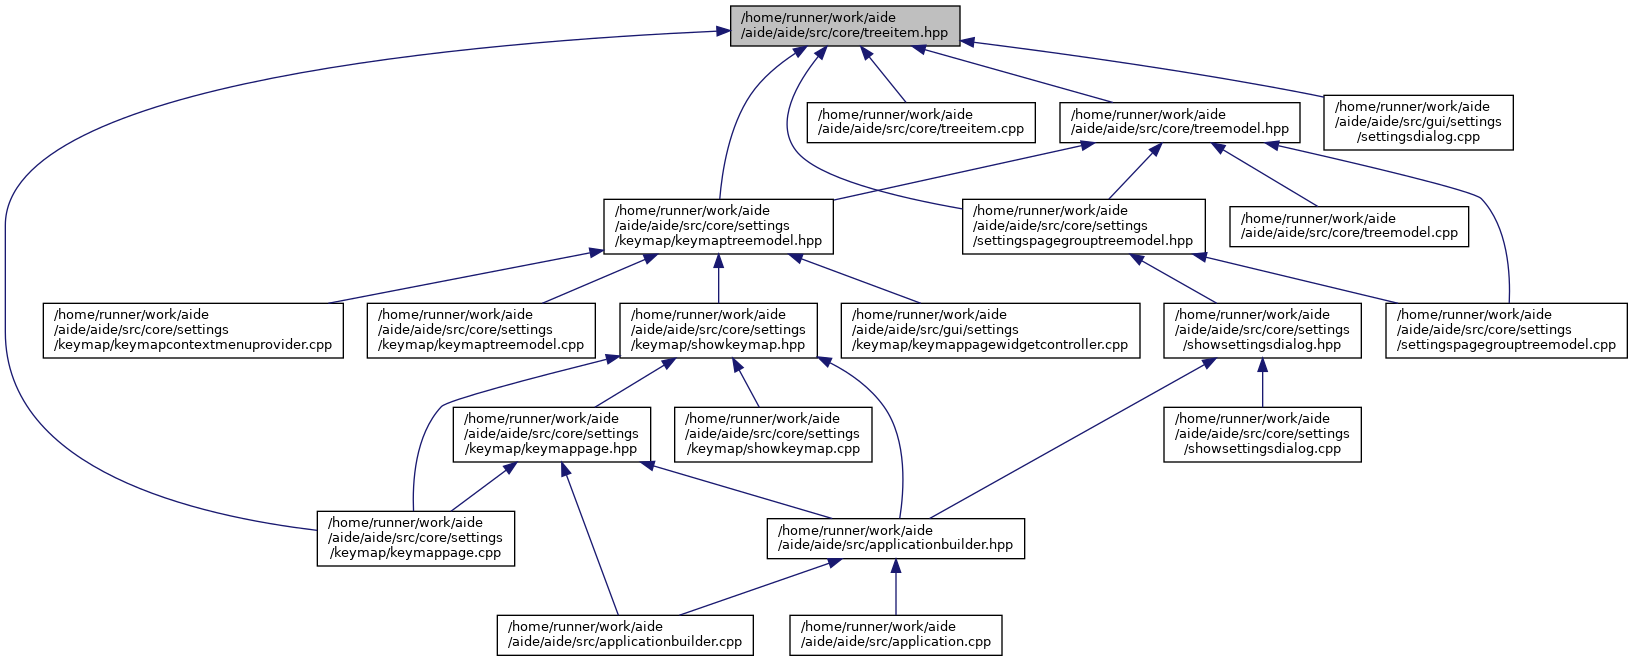 /home/runner/work/aide
/aide/aide/src/core/treeitem.hpp
/home/runner/work/aide
/aide/aide/src/core/treeitem.cpp
/home/runner/work/aide
/aide/aide/src/core/treemodel.hpp
/home/runner/work/aide
/aide/aide/src/gui/settings
/settingsdialog.cpp
/home/runner/work/aide
/aide/aide/src/core/settings
/keymap/keymaptreemodel.hpp
/home/runner/work/aide
/aide/aide/src/core/settings
/settingspagegrouptreemodel.hpp
/home/runner/work/aide
/aide/aide/src/core/treemodel.cpp
/home/runner/work/aide
/aide/aide/src/core/settings
/keymap/keymapcontextmenuprovider.cpp
/home/runner/work/aide
/aide/aide/src/core/settings
/keymap/keymaptreemodel.cpp
/home/runner/work/aide
/aide/aide/src/core/settings
/keymap/showkeymap.hpp
/home/runner/work/aide
/aide/aide/src/gui/settings
/keymap/keymappagewidgetcontroller.cpp
/home/runner/work/aide
/aide/aide/src/core/settings
/showsettingsdialog.hpp
/home/runner/work/aide
/aide/aide/src/core/settings
/settingspagegrouptreemodel.cpp
/home/runner/work/aide
/aide/aide/src/core/settings
/keymap/keymappage.hpp
/home/runner/work/aide
/aide/aide/src/core/settings
/keymap/showkeymap.cpp
/home/runner/work/aide
/aide/aide/src/core/settings
/showsettingsdialog.cpp
/home/runner/work/aide
/aide/aide/src/core/settings
/keymap/keymappage.cpp
/home/runner/work/aide
/aide/aide/src/applicationbuilder.hpp
/home/runner/work/aide
/aide/aide/src/applicationbuilder.cpp
/home/runner/work/aide
/aide/aide/src/application.cpp